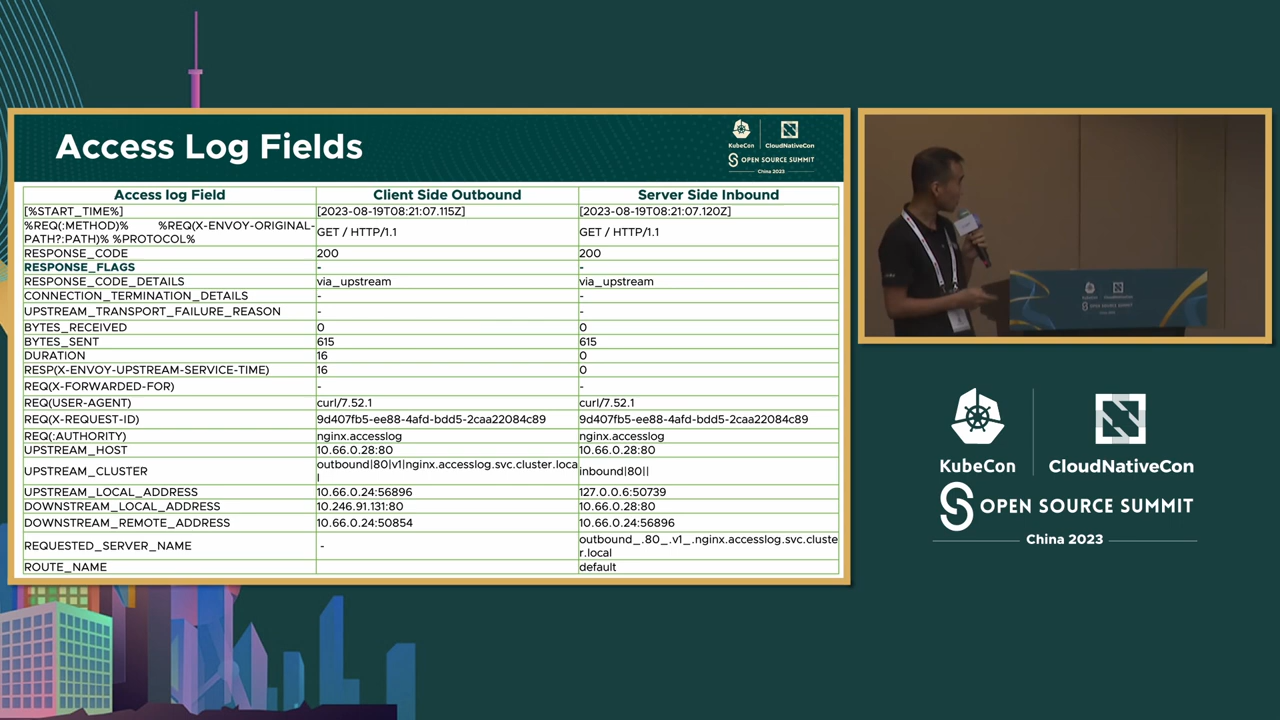 Access Log Fields
KubeCon
CloudNativeCon
OPEN SOURCE SUMMIT
China 2023
Access log Field Client Side Outbound Server Side Inbound
[%START_TIME%] [2023-08-19T08:21:07.115Z] [2023-08-19T08:21:07.120Z]
%REQ(:METHOD)% %REQ(X-ENVOY-ORIGINAL-
PATH?:PATH)% %PROTOCOL% GET / HTTP/1.1 GET / HTTP/1.1
RESPONSE_CODE 200 200
RESPONSE_FLAGS - -
RESPONSE_CODE_DETAILS via_upstream via_upstream
CONNECTION_TERMINATION_DETAILS - -
UPSTREAM_TRANSPORT_FAILURE_REASON - -
BYTES_RECEIVED 0 0
BYTES_SENT 615 615
DURATION 16 0
RESP(X-ENVOY-UPSTREAM-SERVICE-TIME) 16 0
REQ(X-FORWARDED-FOR) - -
REQ(USER-AGENT) curl/7.52.1 curl/7.52.1
REQ(X-REQUEST-ID) 9d407fb5-ee88-4afd-bdd5-2caa22084c89 9d407fb5-ee88-4afd-bdd5-2caa22084c89
REQ(:AUTHORITY) nginx.accesslog nginx.accesslog
UPSTREAM_HOST 10.66.0.28:80 10.66.0.28:80
UPSTREAM_CLUSTER outbound|80|v1|nginx.accesslog.svc.cluster.loca
l inbound|80||
UPSTREAM_LOCAL_ADDRESS 10.66.0.24:56896 127.0.0.6:50739
DOWNSTREAM_LOCAL_ADDRESS 10.246.91.131:80 10.66.0.28:80
DOWNSTREAM_REMOTE_ADDRESS 10.66.0.24:50854 10.66.0.24:56896
REQUESTED_SERVER_NAME - outbound_.80_.v1_.nginx.accesslog.svc.cluste
r.local
ROUTE_NAME default
KubeCon
CloudNativeCon
OPEN SOURCE SUMMIT
China 2023